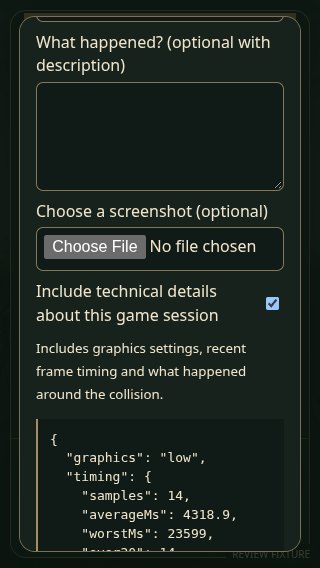 What happened? (optional with
description)
Choose a screenshot (optional)
Choose File No file chosen
Include technical details
about this game session
Includes graphics settings, recent
frame timing and what happened
around the collision.
{
"graphics": "low",
"timing": {
"samples": 14,
"averageMs": 4318.9,
"worstMs": 23599,
REVIEW FIXTURE